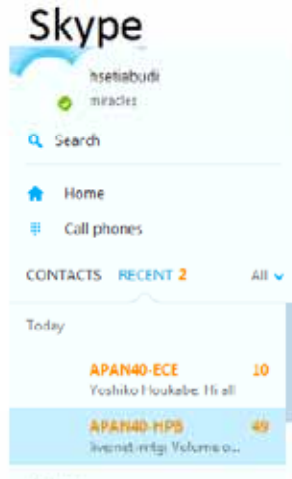 Skype
hsetiabudi
miracles
Search
Home
Call phones
CONTACTS RECENT 2 All
Today
APAN40-ECE 10
Yoshiko Houkabe: Hi all
APAN40-HPB 49
Volume o...